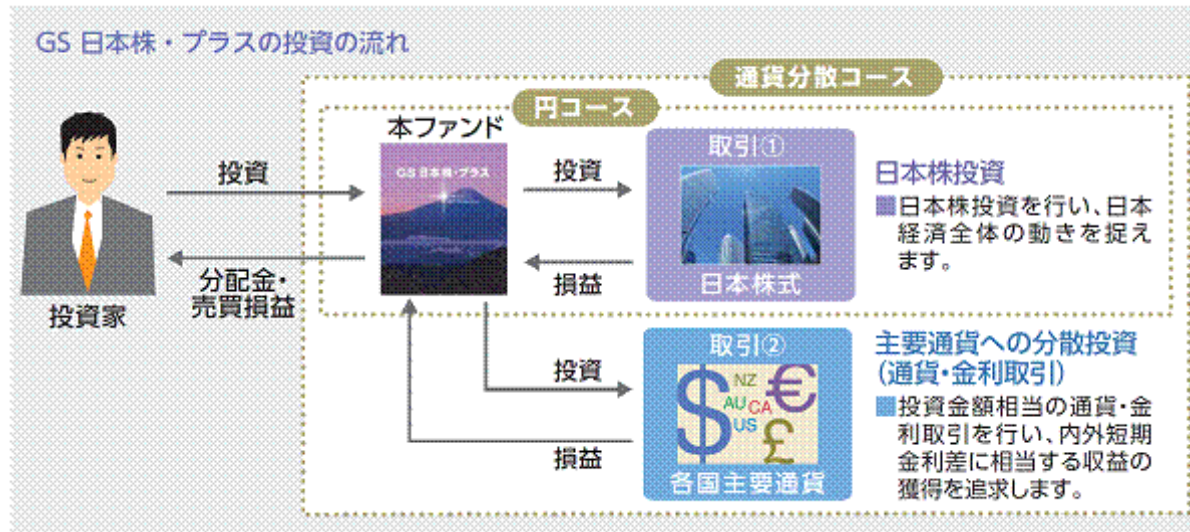 GS 日本株・プラスの投資の流れ
通貨分散コース
円コース
本ファンド
GS 日本株・プラス
投資
分配金・
売買損益
投資家
投資
損益
取引①
日本株式
日本株投資
■日本株投資を行い、日本
経済全体の動きを捉え
ます。
投資
損益
取引②
$
NZ
€
AU
CA
US
£
各国主要通貨
主要通貨への分散投資
(通貨・金利取引)
■投資金額相当の通貨・金
利取引を行い、内外短期
金利差に相当する収益の
獲得を追求します。